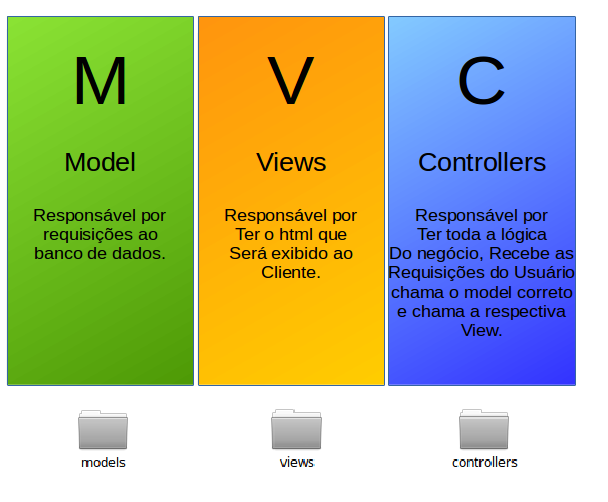 M
Model
Responsável por
requisições ao
banco de dados.
V
Views
Responsável por
Ter o html que
Será exibido ao
Cliente.
C
Controllers
Responsável por
Ter toda a lógica
Do negócio, Recebe as
Requisições do Usuário
chama o model correto
e chama a respectiva
View.
models
views
controllers